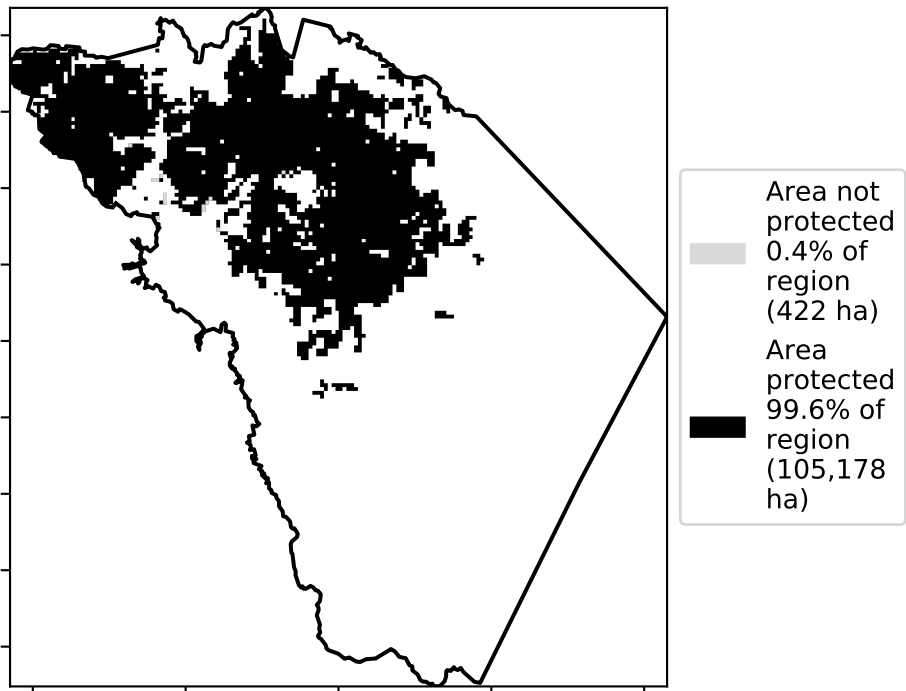 Area not
protected
0.4% of
region
(422 ha)
Area
protected
99.6% of
region
(105,178
ha)